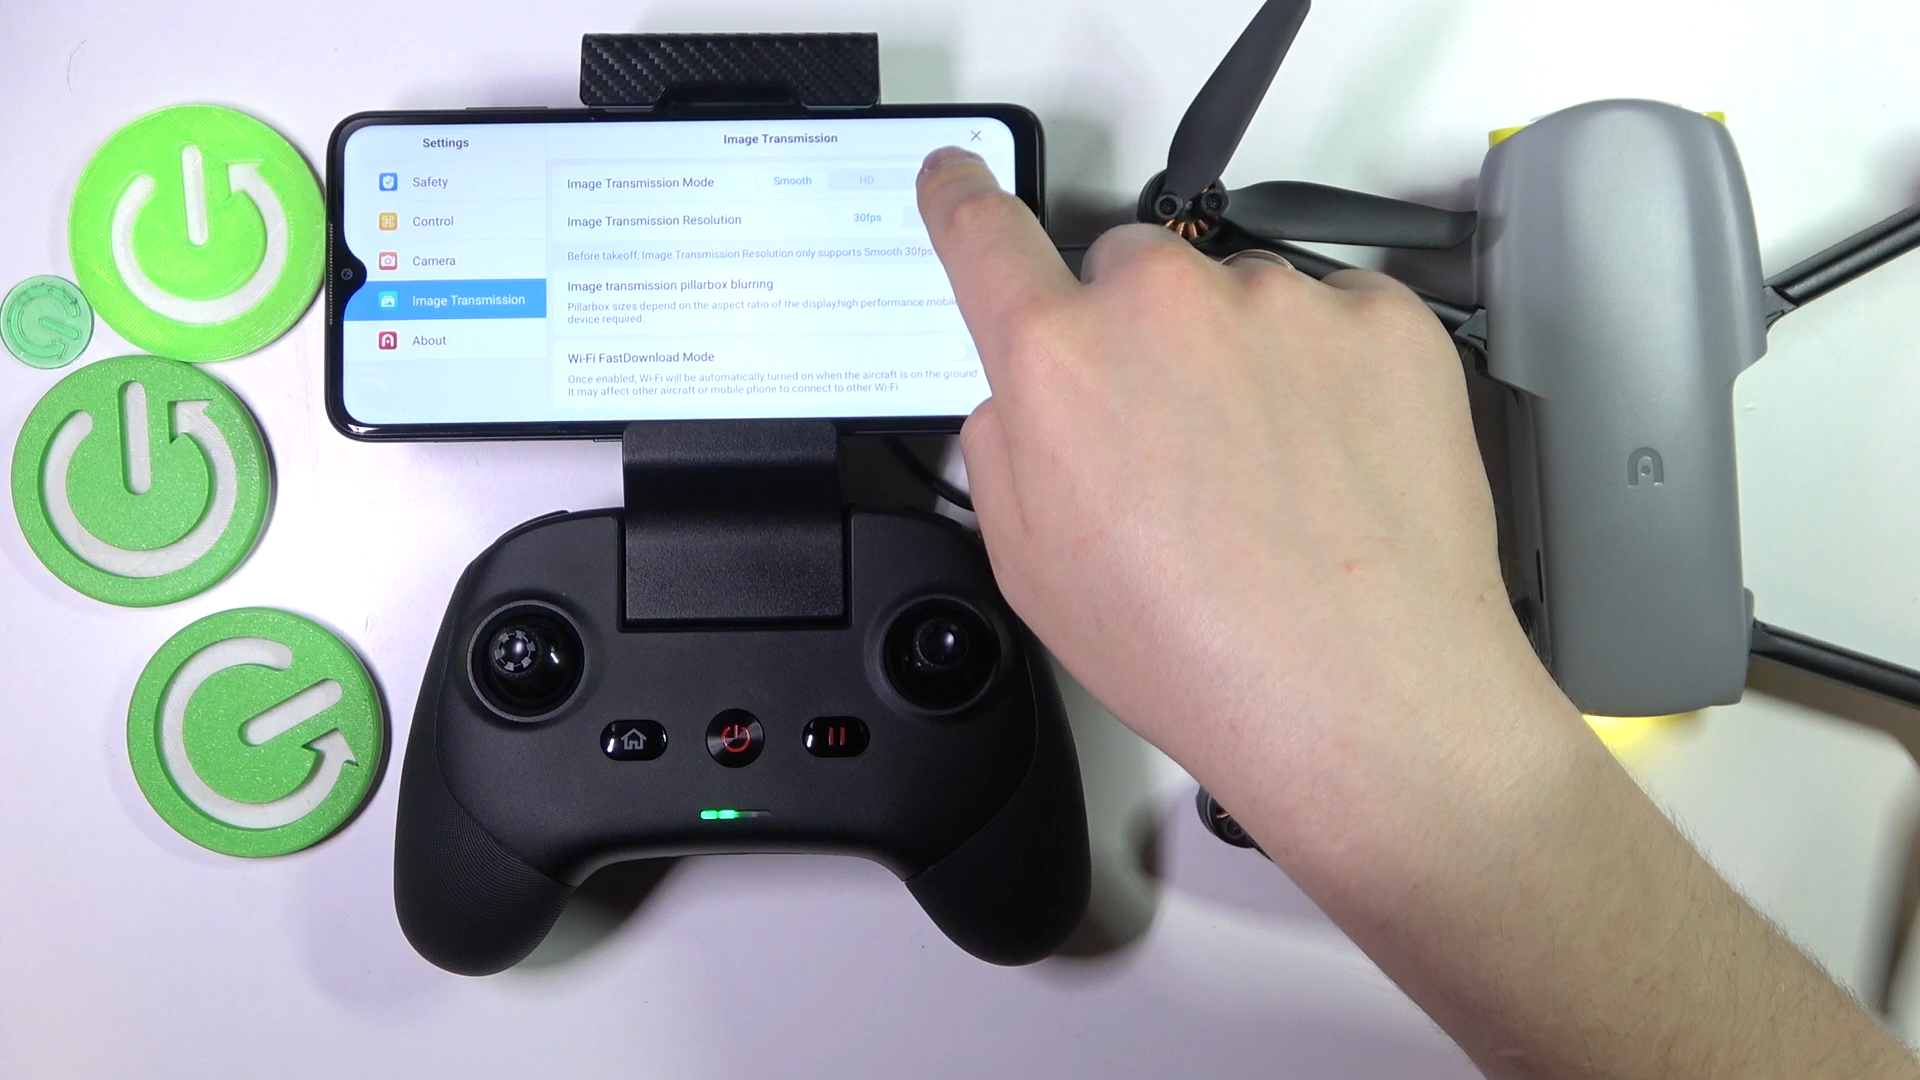 Settings
Safety
Control
Camera
Image Transmission
About
Image Transmission
Image Transmission Mode Smooth HD
Image Transmission Resolution 30fps
Before takeoff, Image Transmission Resolution only supports Smooth 30fps
Image transmission pillarbox blurring
Pillarbox sizes depend on the aspect ratio of the display,high performance mobile
device required.
Wi-Fi FastDownload Mode
Once enabled, Wi-Fi will be automatically turned on when the aircraft is on the ground
It may affect other aircraft or mobile phone to connect to other Wi-Fi.